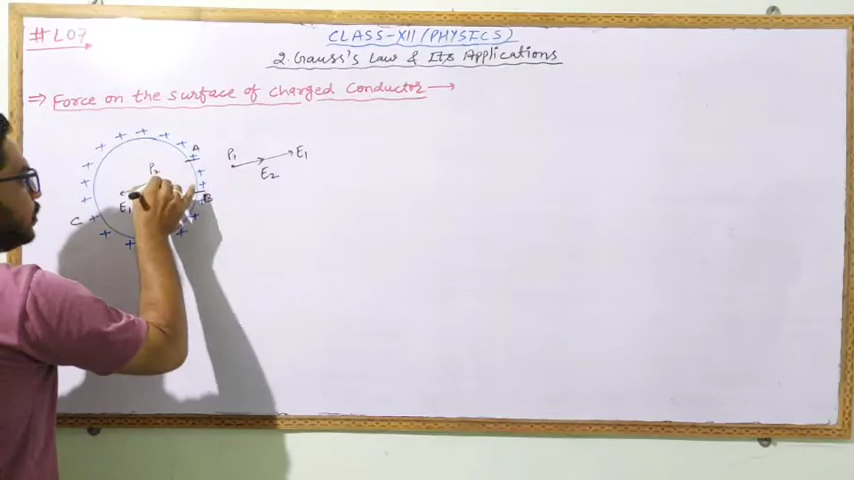 #L07
CLASS-XII (PHYSICS)
2. Gauss's Law & Its Applications
⇒ Force on the surface of charged Conductor →
A
P1 E1
E2
P2
B
E1
C